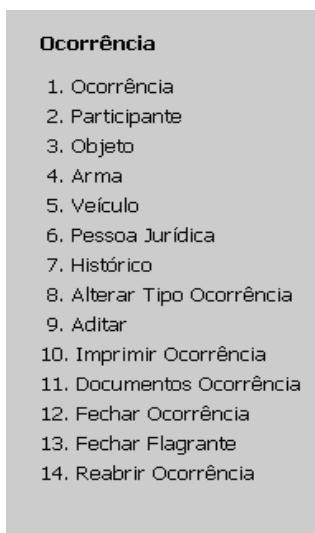 Ocorrência
1. Ocorrência
2. Participante
3. Objeto
4. Arma
5. Veículo
6. Pessoa Jurídica
7. Histórico
8. Alterar Tipo Ocorrência
9. Aditar
10. Imprimir Ocorrência
11. Documentos Ocorrência
12. Fechar Ocorrência
13. Fechar Flagrante
14. Reabrir Ocorrência